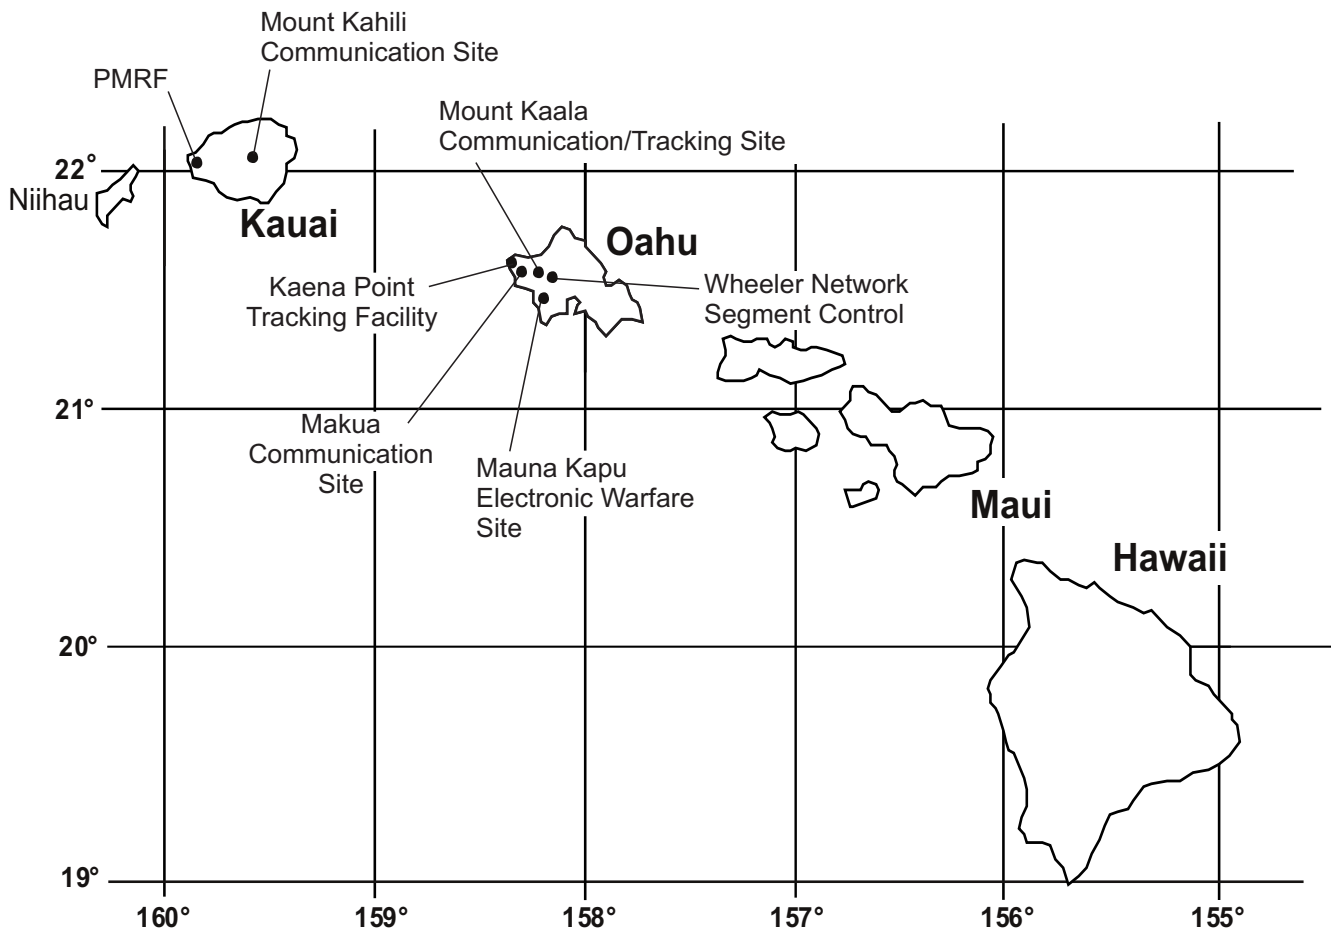 Mount Kahili
Communication Site
PMRF
Mount Kaala
Communication/Tracking Site
22°
Niihau
Kauai
Oahu
Kaena Point
Tracking Facility
Wheeler Network
Segment Control
21°
Makua
Communication
Site
Mauna Kapu
Electronic Warfare
Site
Maui
Hawaii
20°
19°
160°
159°
158°
157°
156°
155°